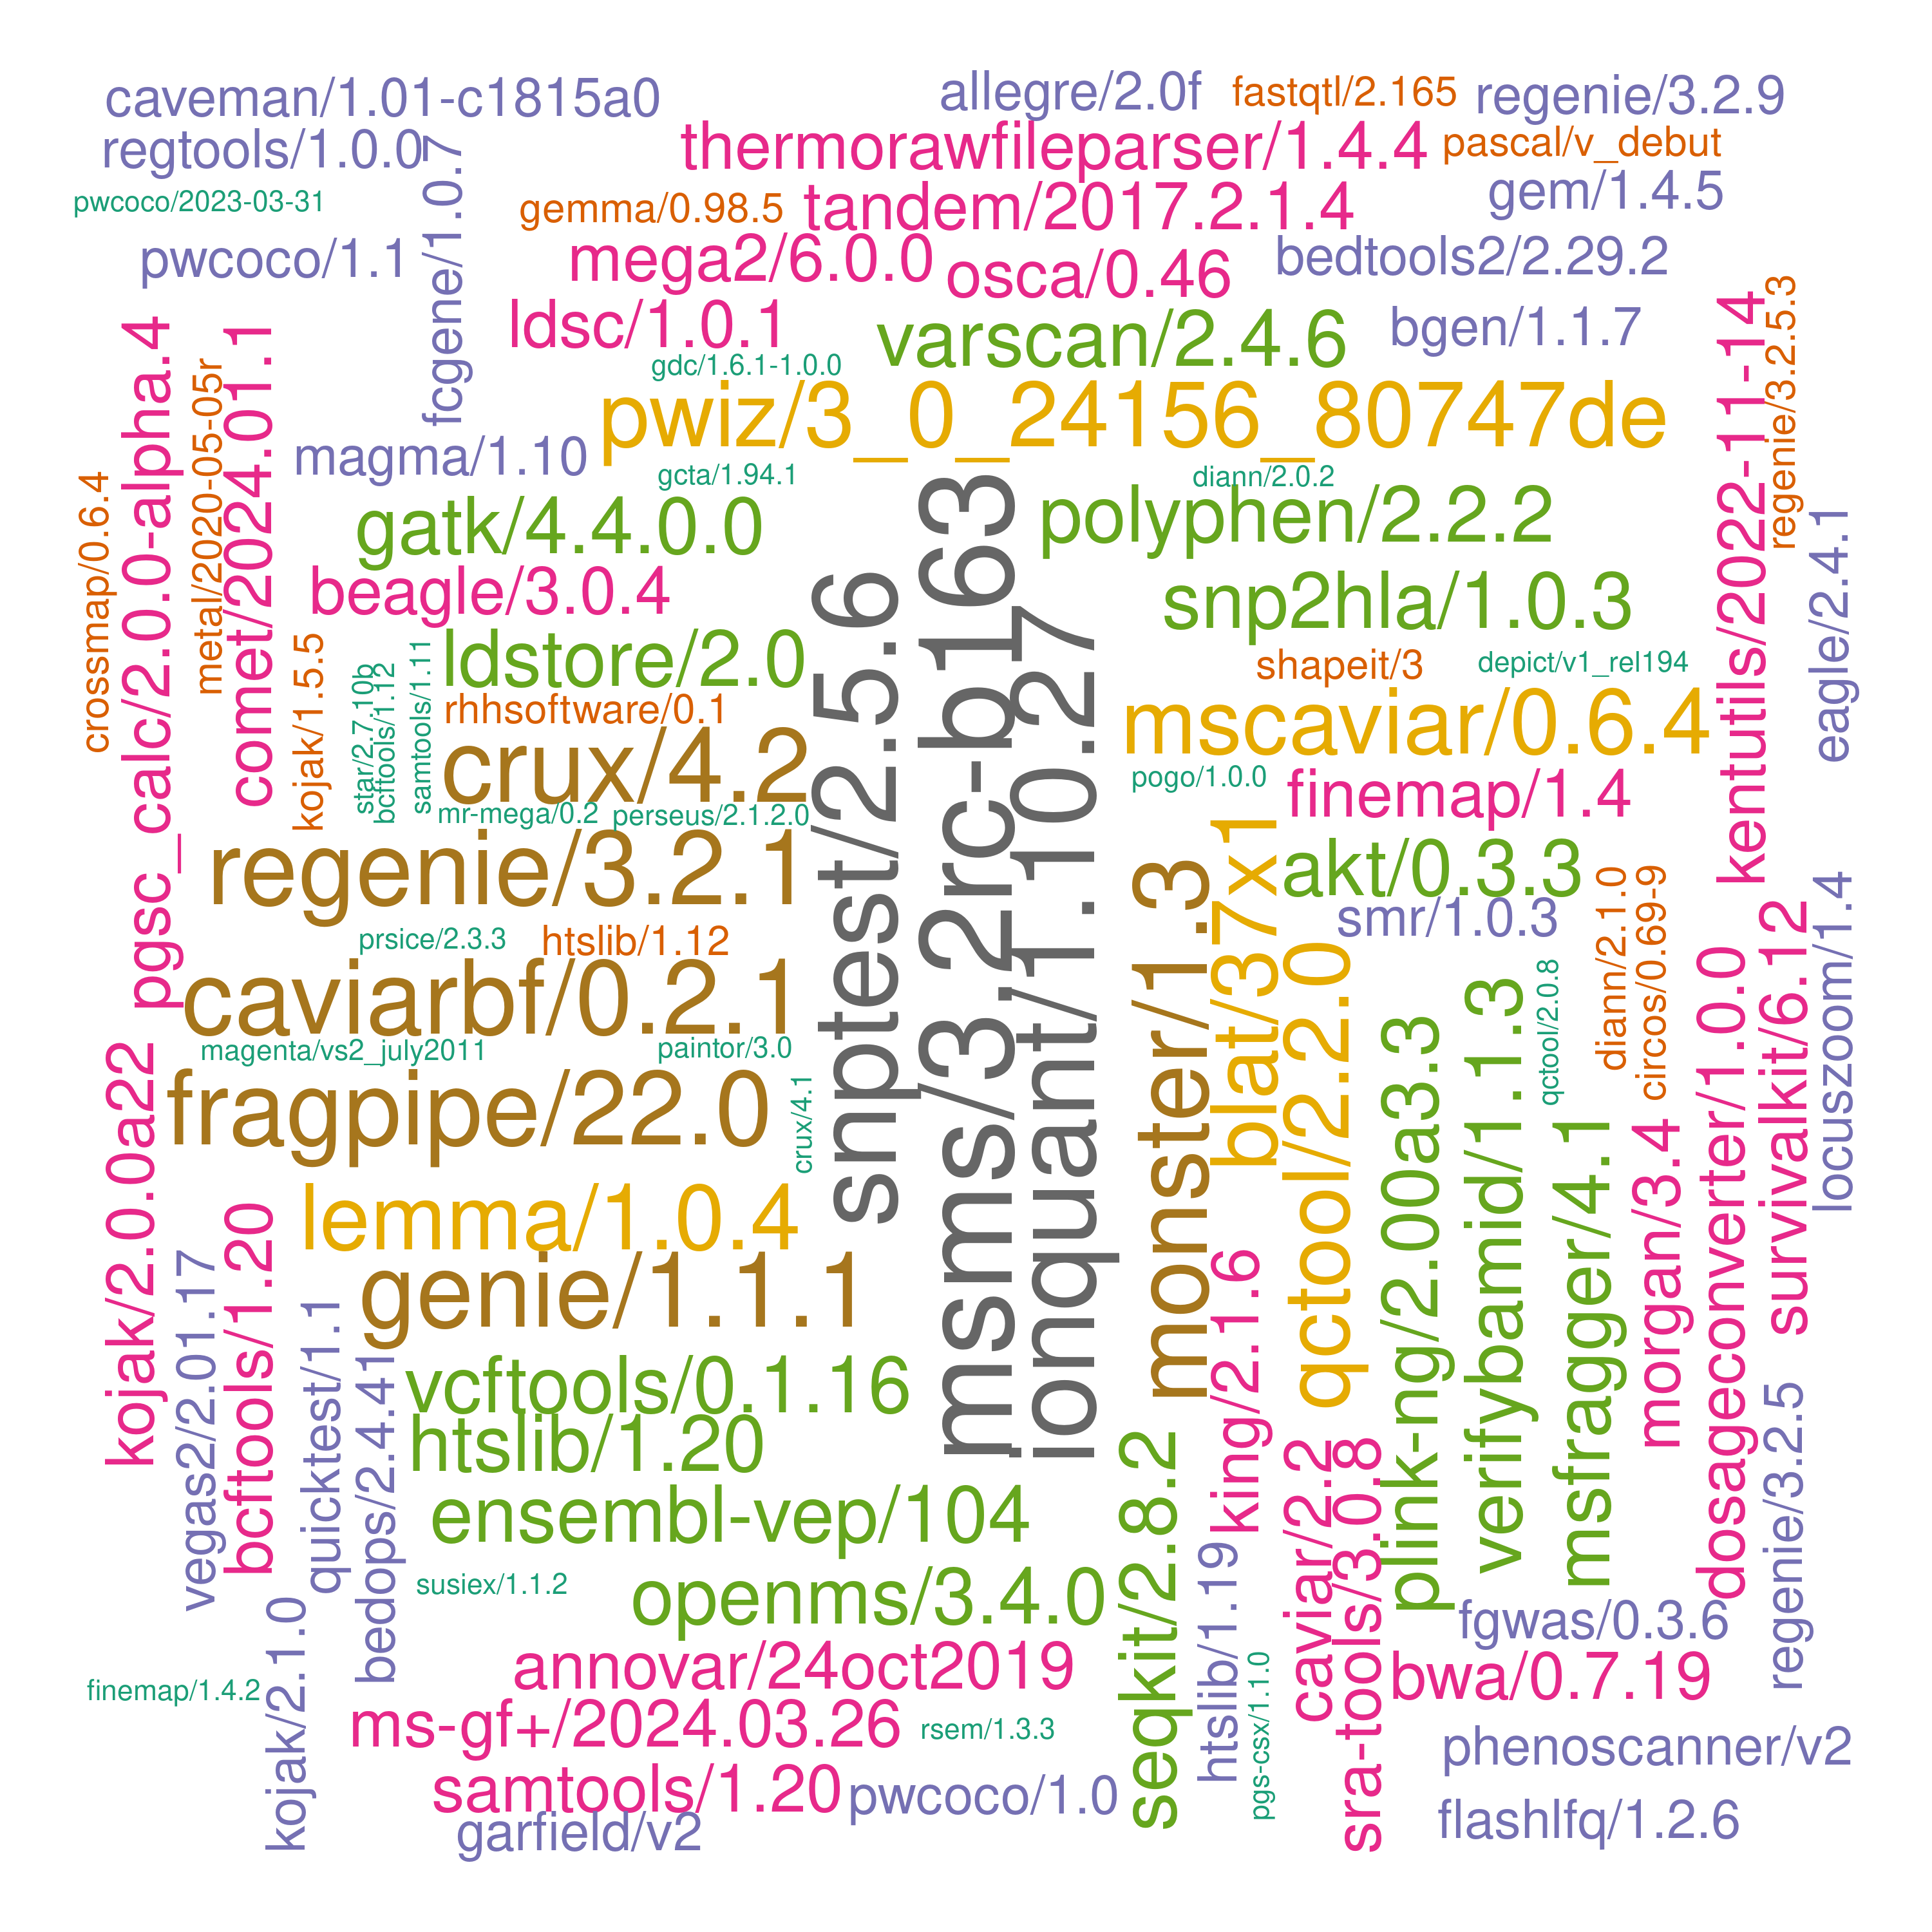 caveman/1.01-c1815a0
allegre/2.0f
fastqtl/2.165
regenie/3.2.9
regtools/1.0.0
fcgene/1.0.7
thermorawfileparser/1.4.4
pascal/v_debut
pwcoco/2023-03-31
gemma/0.98.5
tandem/2017.2.1.4
gem/1.4.5
pwcoco/1.1
mega2/6.0.0
osca/0.46
bedtools2/2.29.2
ldsc/1.0.1
varscan/2.4.6
bgen/1.1.7
kentutils/2022-11-14
regenie/3.2.5.3
pgsc_calc/2.0.0-alpha.4
metal/2020-05-05r
comet/2024.01.1
gdc/1.6.1-1.0.0
pwiz/3_0_24156_80747de
magma/1.10
gcta/1.94.1
diann/2.0.2
crossmap/0.6.4
gatk/4.4.0.0
polyphen/2.2.2
eagle/2.4.1
beagle/3.0.4
snptest/2.5.6
msms/3.2rc-b163
ionquant/1.10.27
snp2hla/1.0.3
kojak/1.5.5
star/2.7.10b
bcftools/1.12
samtools/1.11
ldstore/2.0
shapeit/3
depict/v1_rel194
rhhsoftware/0.1
mscaviar/0.6.4
crux/4.2
pogo/1.0.0
finemap/1.4
mr-mega/0.2
perseus/2.1.2.0
regenie/3.2.1
monster/1.3
blat/37x1
akt/0.3.3
smr/1.0.3
diann/2.1.0
circos/0.69-9
survivalkit/6.12
locuszoom/1.4
prsice/2.3.3
htslib/1.12
caviarbf/0.2.1
qctool/2.2.0
qctool/2.0.8
magenta/vs2_july2011
paintor/3.0
kojak/2.0.0a22
fragpipe/22.0
crux/4.1
plink-ng/2.00a3.3
verifybamid/1.1.3
msfragger/4.1
morgan/3.4
dosageconverter/1.0.0
lemma/1.0.4
vegas2/2.01.17
bcftools/1.20
genie/1.1.1
king/2.1.6
quicktest/1.1
bedops/2.4.41
vcftools/0.1.16
htslib/1.20
regenie/3.2.5
seqkit/2.8.2
caviar/2.2
sra-tools/3.0.8
ensembl-vep/104
htslib/1.19
susiex/1.1.2
openms/3.4.0
fgwas/0.3.6
kojak/2.1.0
annovar/24oct2019
pgs-csx/1.1.0
bwa/0.7.19
finemap/1.4.2
ms-gf+/2024.03.26
rsem/1.3.3
phenoscanner/v2
samtools/1.20
pwcoco/1.0
garfield/v2
flashlfq/1.2.6